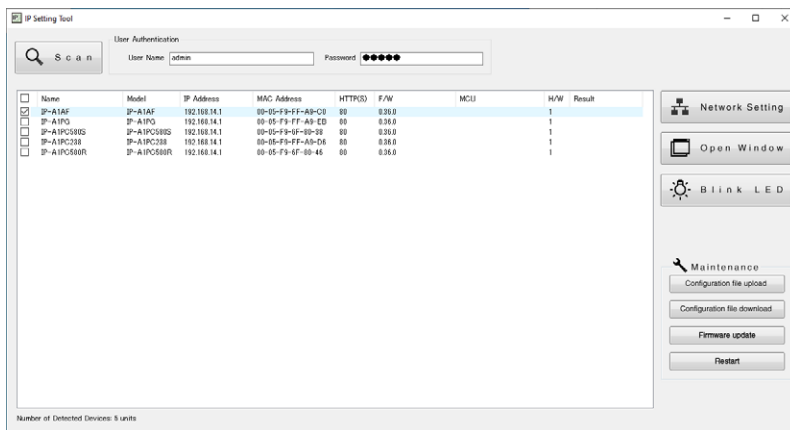 IP Setting Tool
Scan
User Authentication
User Name admin Password ●●●●●
Name Model IP Address MAC Address HTTP(S) F/W MCU H/W Result
IP-A1AF IP-A1AF 192.168.14.1 00-05-F9-FF-A9-C0 80 0.36.0 1
IP-A1PG IP-A1PG 192.168.14.1 00-05-F9-FF-A9-EB 80 0.36.0 1
IP-A1PC580S IP-A1PC580S 192.168.14.1 00-05-F9-6F-80-38 80 0.36.0 1
IP-A1PC238 IP-A1PC238 192.168.14.1 00-05-F9-FF-A9-D6 80 0.36.0 1
IP-A1PC580R IP-A1PC580R 192.168.14.1 00-05-F9-6F-80-46 80 0.36.0 1
Network Setting
Open Window
Blink LED
Maintenance
Configuration file upload
Configuration file download
Firmware update
Restart
Number of Detected Devices: 5 units